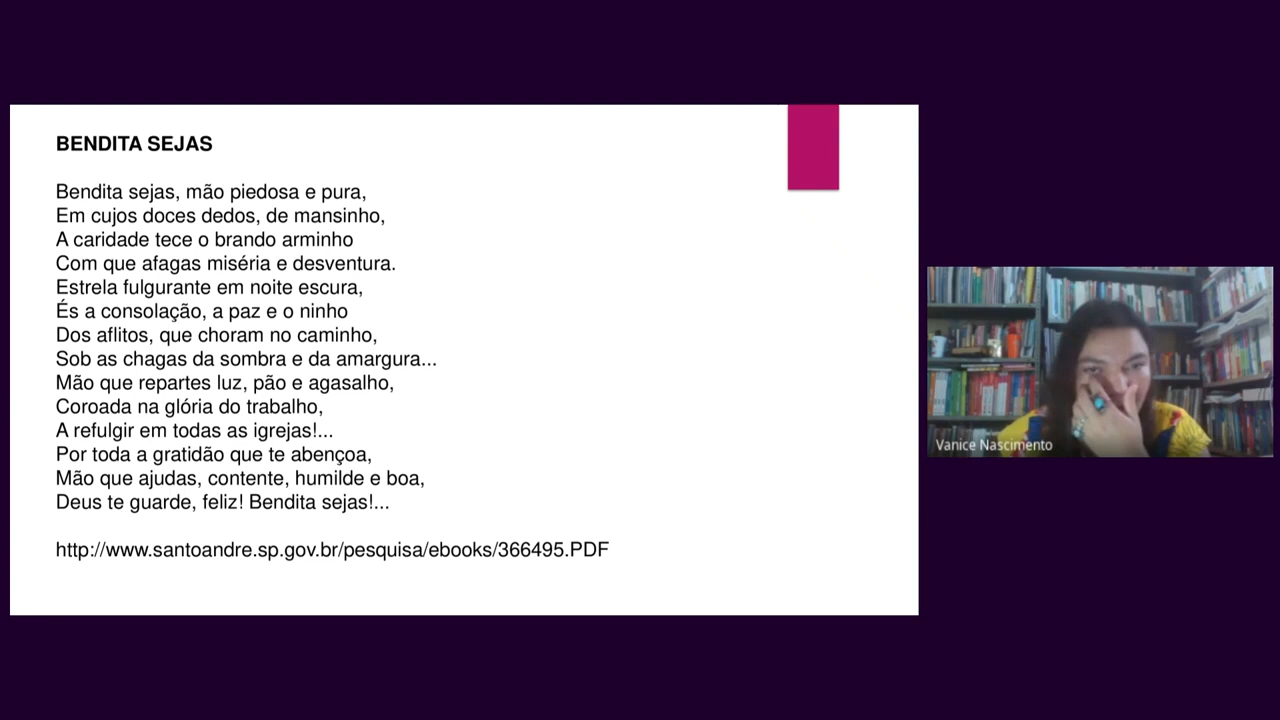 BENDITA SEJAS
Bendita sejas, mão piedosa e pura,
Em cujos doces dedos, de mansinho,
A caridade tece o brando arminho
Com que afagas miséria e desventura.
Estrela fulgurante em noite escura,
És a consolação, a paz e o ninho
Dos aflitos, que choram no caminho,
Sob as chagas da sombra e da amargura...
Mão que repartes luz, pão e agasalho,
Coroada na glória do trabalho,
A refulgir em todas as igrejas!...
Por toda a gratidão que te abençoa,
Mão que ajudas, contente, humilde e boa,
Deus te guarde, feliz! Bendita sejas!...
http://www.santoandre.sp.gov.br/pesquisa/ebooks/366495.PDF
Vanice Nascimento